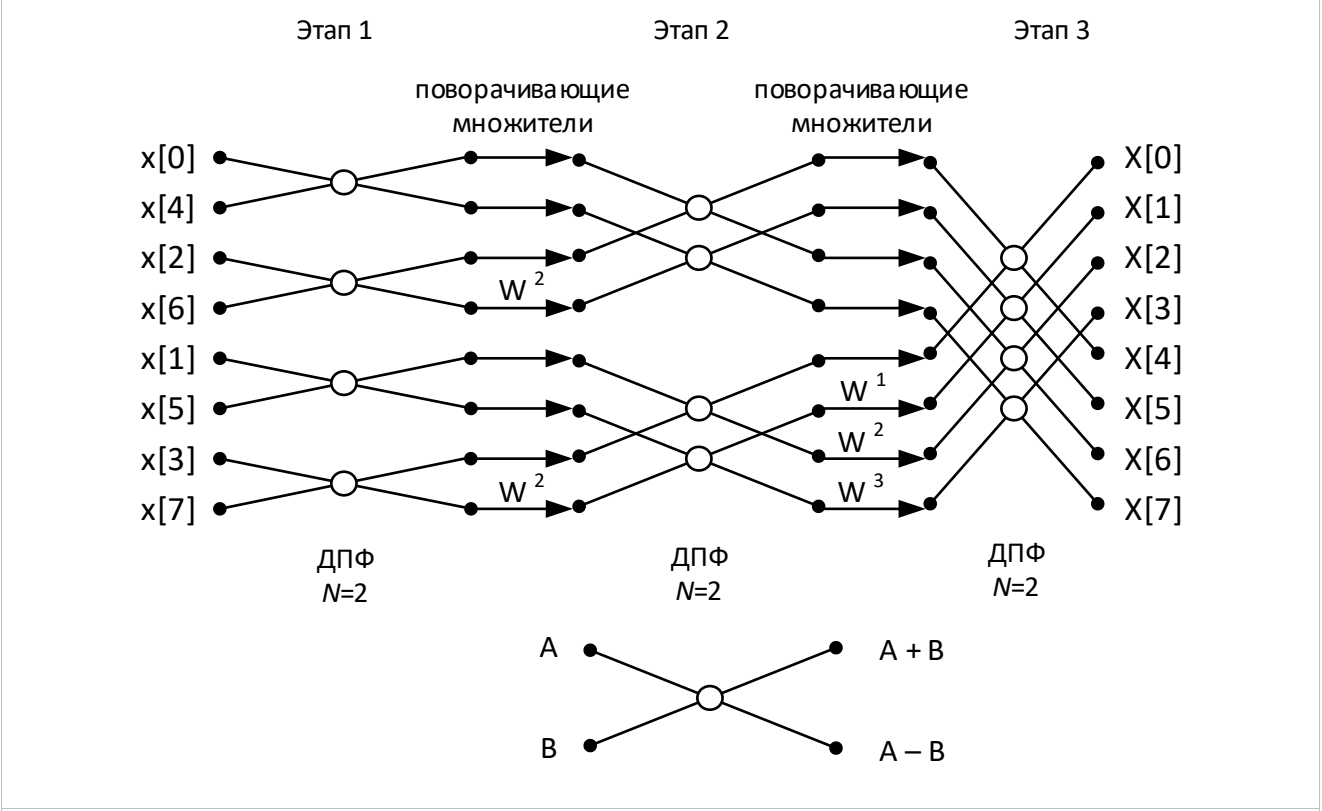 Этап 1
Этап 2
Этап 3
поворачивающие
множители
поворачивающие
множители
x[0]
X[0]
x[4]
X[1]
x[2]
X[2]
W 2
x[6]
X[3]
x[1]
X[4]
W 1
x[5]
X[5]
W 2
x[3]
X[6]
W 2
W 3
x[7]
X[7]
ДПФ
N=2
ДПФ
N=2
ДПФ
N=2
A
A + B
B
A – B